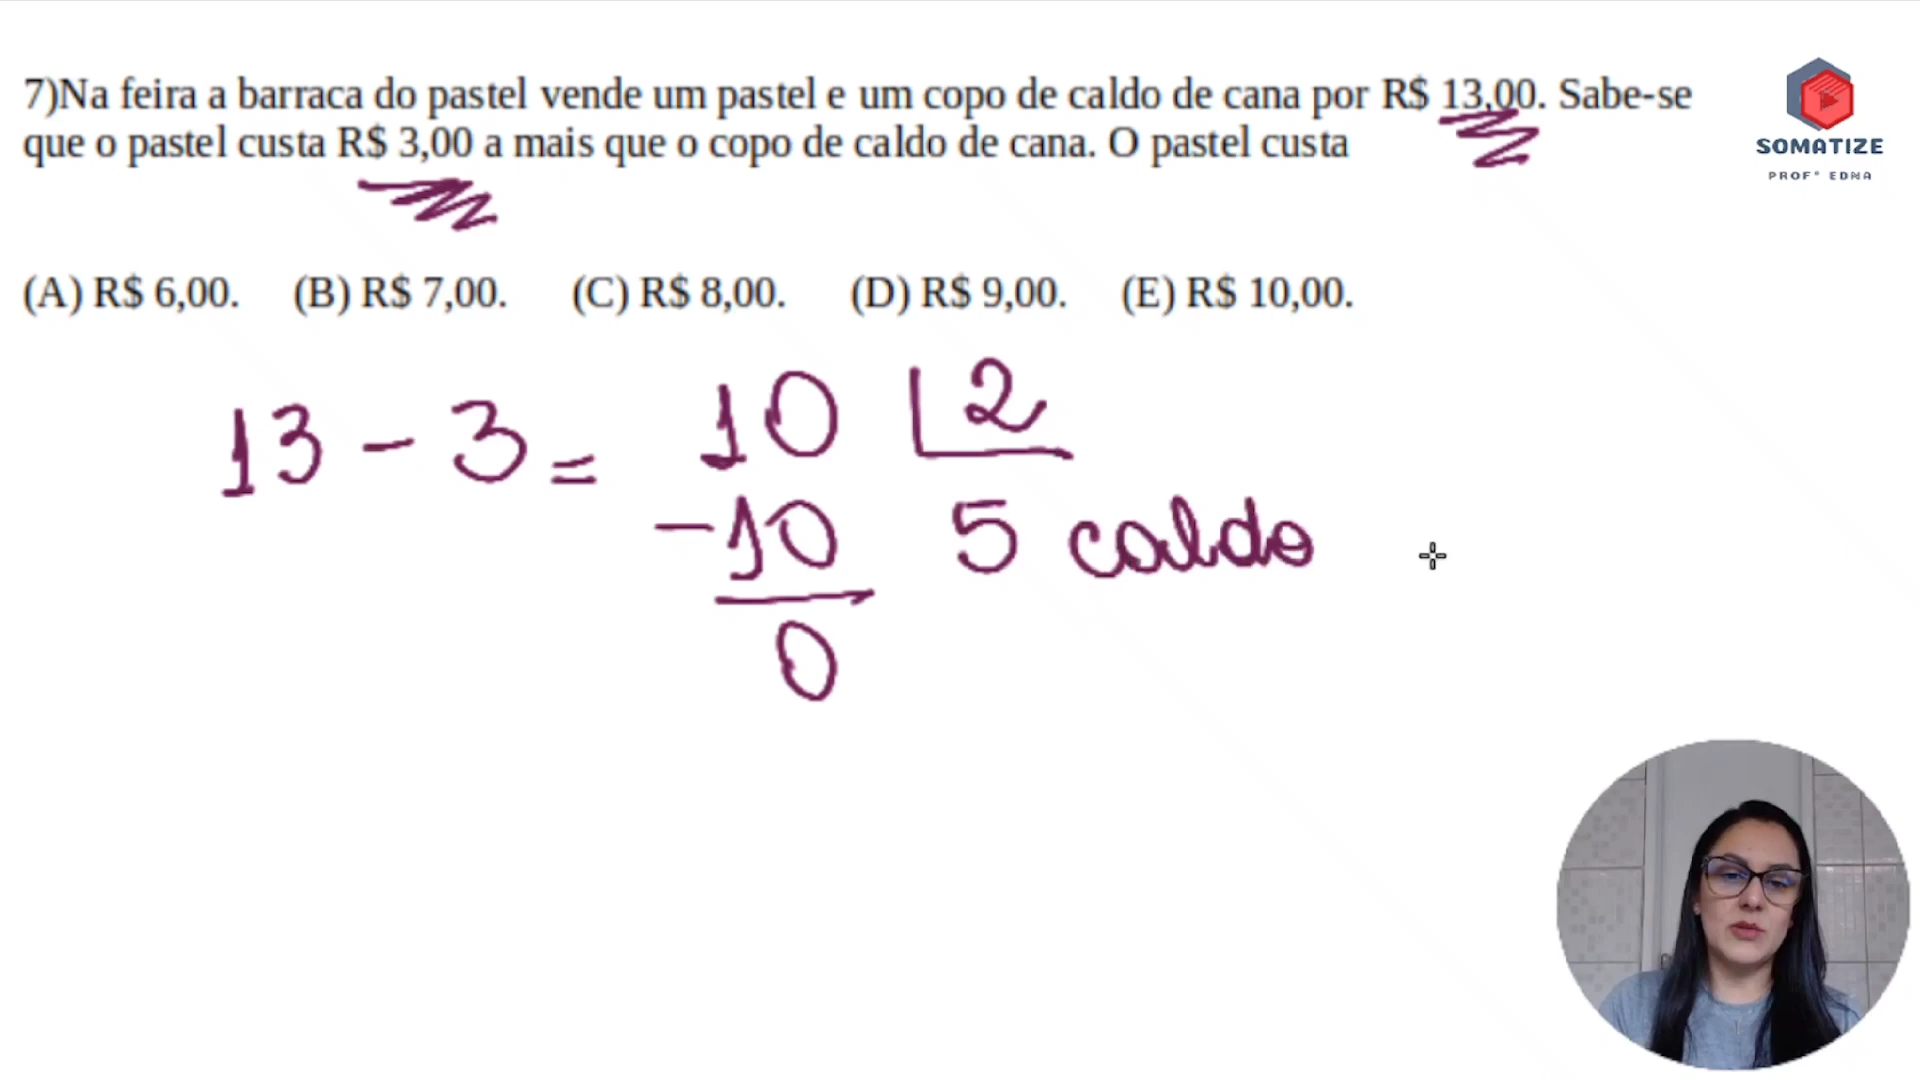 7)Na feira a barraca do pastel vende um pastel e um copo de caldo de cana por R$ 13,00. Sabe-se
que o pastel custa R$ 3,00 a mais que o copo de caldo de cana. O pastel custa
SOMATIZE
PROFª EDNA
(A) R$ 6,00. (B) R$ 7,00. (C) R$ 8,00. (D) R$ 9,00. (E) R$ 10,00.
13 - 3 = 10 2
-10 5 caldo
0